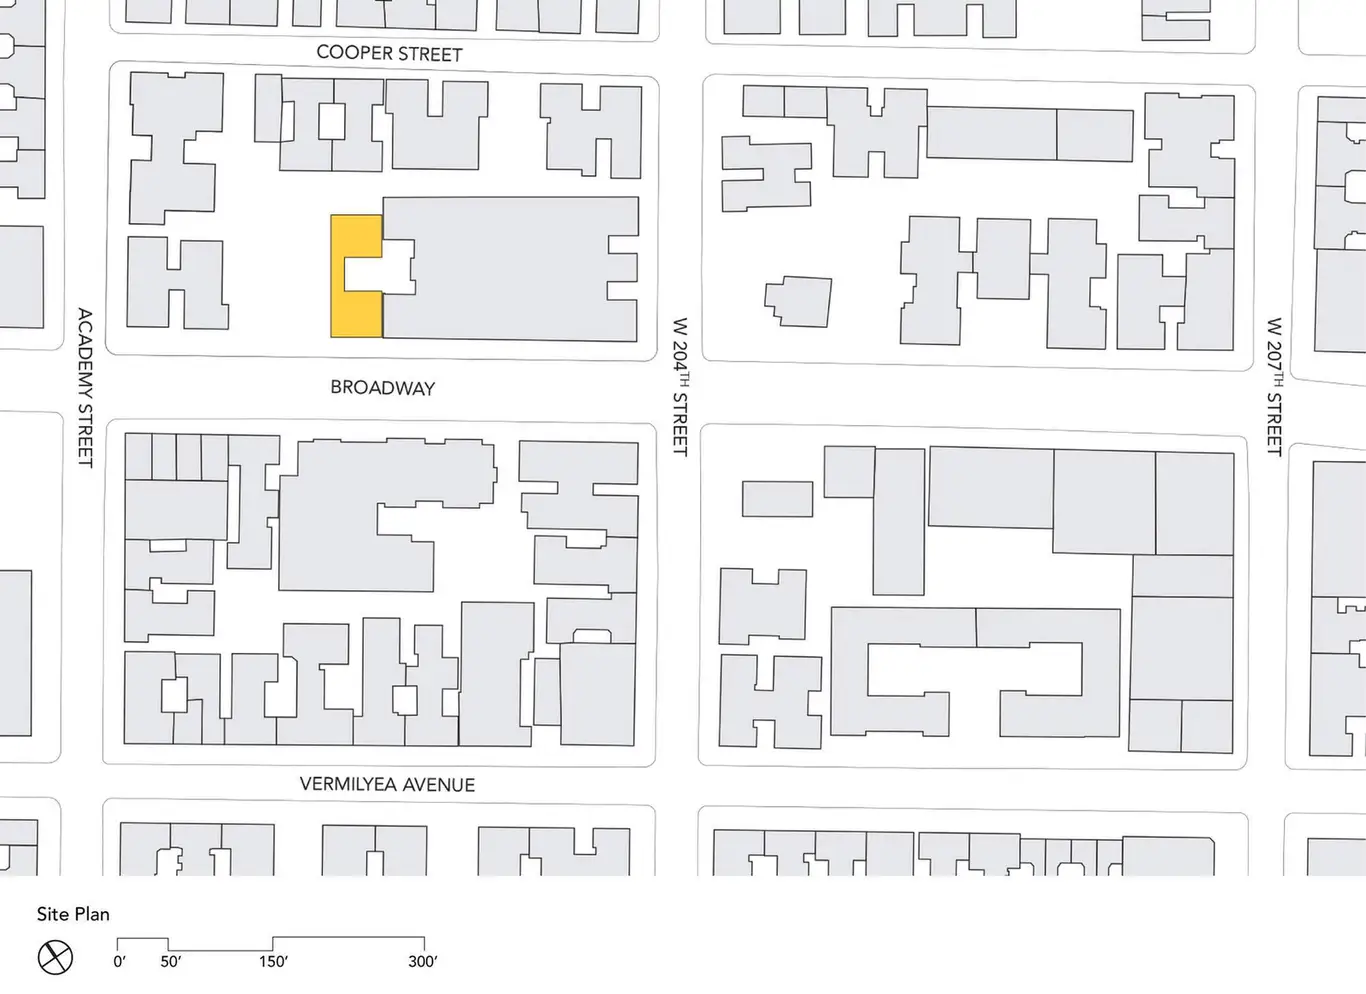 COOPER STREET
ACADEMY STREET
W 204TH STREET
W 207TH STREET
BROADWAY
VERMILYEA AVENUE
Site Plan
0’ 50’ 150’ 300’